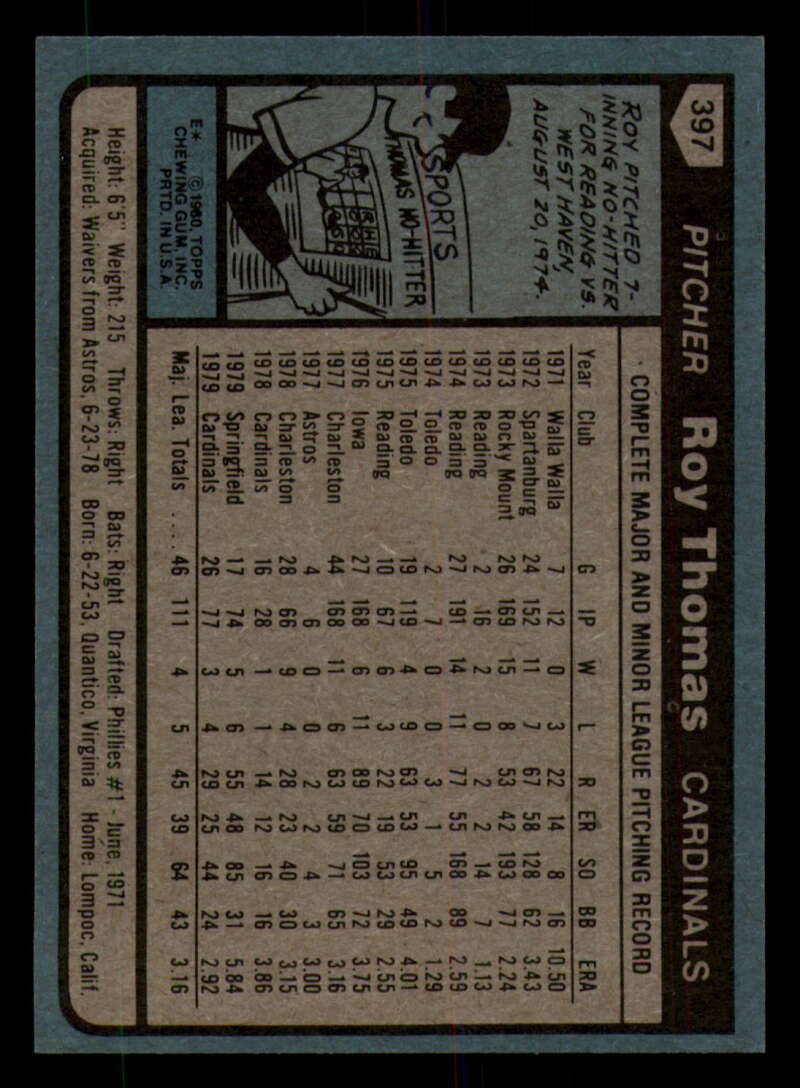 397 PITCHER Roy Thomas CARDINALS
ROY PITCHED 7-
INNING NO-HITTER
FOR READING VS.
WEST HAVEN,
AUGUST 20, 1974.
SPORTS
THOMAS NO-HITTER
RHE
E* © 1980, TOPPS
CHEWING GUM, INC.
PRTD. IN U.S.A.
COMPLETE MAJOR AND MINOR LEAGUE PITCHING RECORD
Year Club G IP W L R ER SO BB ERA
1971 Walla Walla 7 12 0 3 22 14 8 16 10.50
1972 Spartanburg 24 152 11 7 67 58 128 62 3.43
1973 Rocky Mount 26 169 15 8 53 42 193 77 2.24
1973 Reading 2 16 2 0 2 2 14 7 1.13
1974 Reading 27 191 14 11 77 55 168 89 2.59
1974 Toledo 2 7 0 0 3 1 5 2 1.29
1975 Toledo 19 119 4 9 63 53 95 49 4.01
1975 Reading 10 67 6 3 22 19 53 29 2.55
1976 Iowa 27 168 6 11 89 70 103 72 3.75
1977 Charleston 44 168 11 6 63 59 71 65 3.16
1977 Astros 4 6 0 0 2 2 4 3 3.00
1978 Charleston 28 66 9 4 28 23 40 30 3.15
1978 Cardinals 16 28 1 1 14 12 16 16 3.86
1979 Springfield 17 74 5 6 55 48 85 31 5.84
1979 Cardinals 26 77 3 4 29 25 44 24 2.92
Maj. Lea. Totals .... 46 111 4 5 45 39 64 43 3.16
Height: 6'5" Weight: 215 Throws: Right Bats: Right Drafted: Phillies #1 - June, 1971
Acquired: Waivers from Astros, 6-23-78 Born: 6-22-53, Quantico, Virginia Home: Lompoc, Calif.